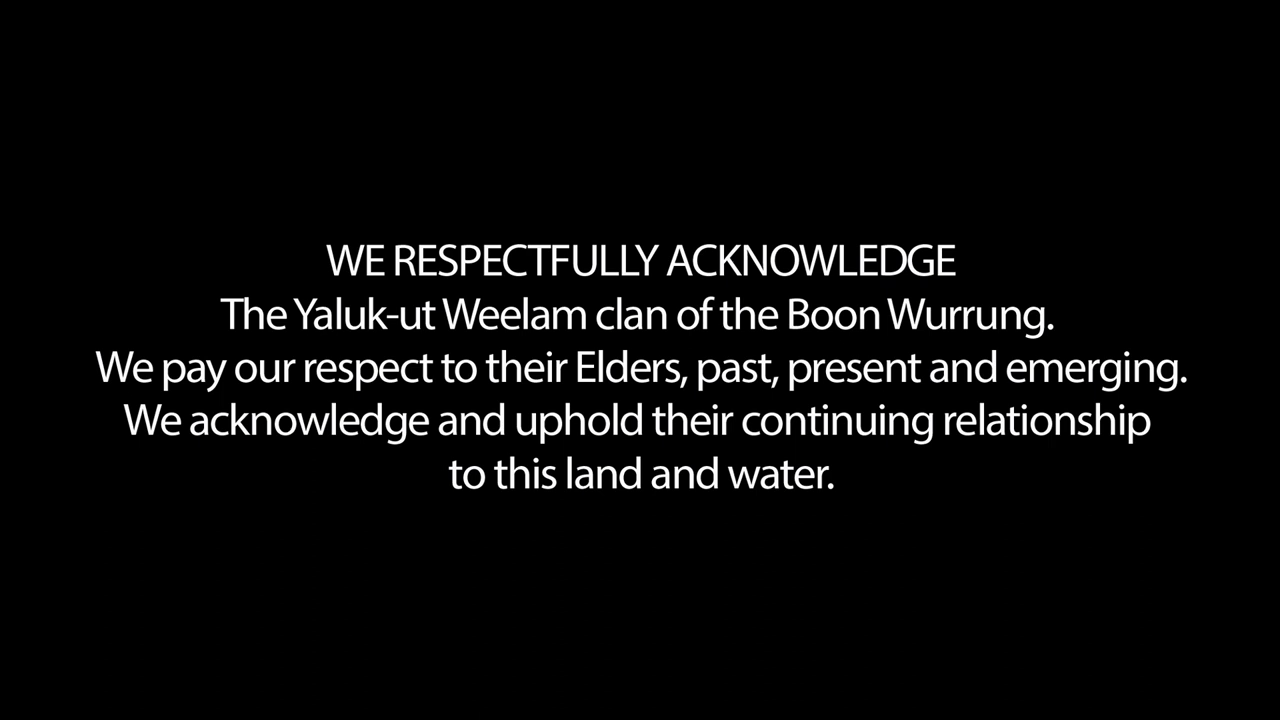 WE RESPECTFULLY ACKNOWLEDGE
The Yaluk-ut Weelam clan of the Boon Wurrung.
We pay our respect to their Elders, past, present and emerging.
We acknowledge and uphold their continuing relationship
to this land and water.